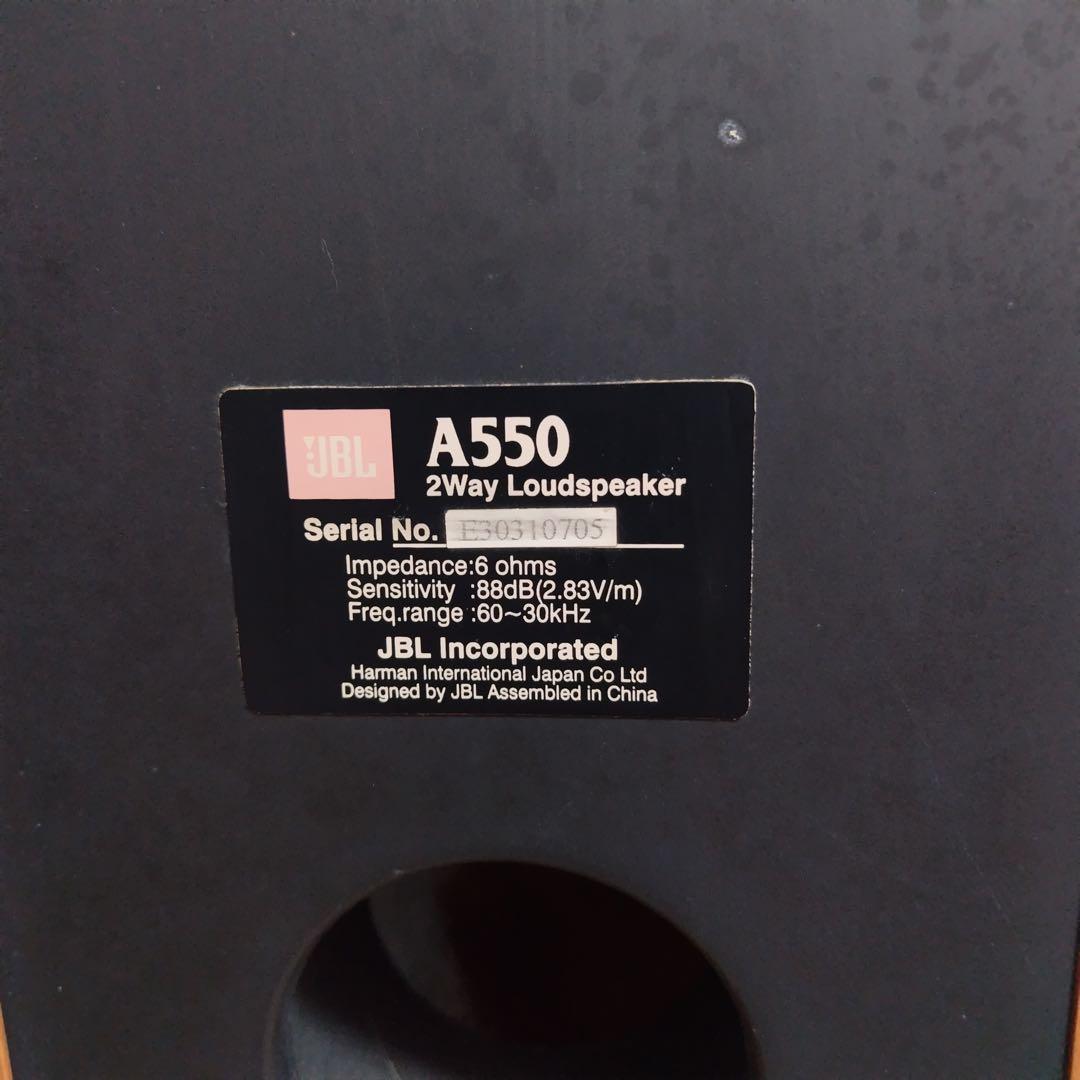 JBL
A550
2Way Loudspeaker
Serial No. E30310705
Impedance:6 ohms
Sensitivity :88dB(2.83V/m)
Freq.range :60~30kHz
JBL Incorporated
Harman International Japan Co Ltd
Designed by JBL Assembled in China